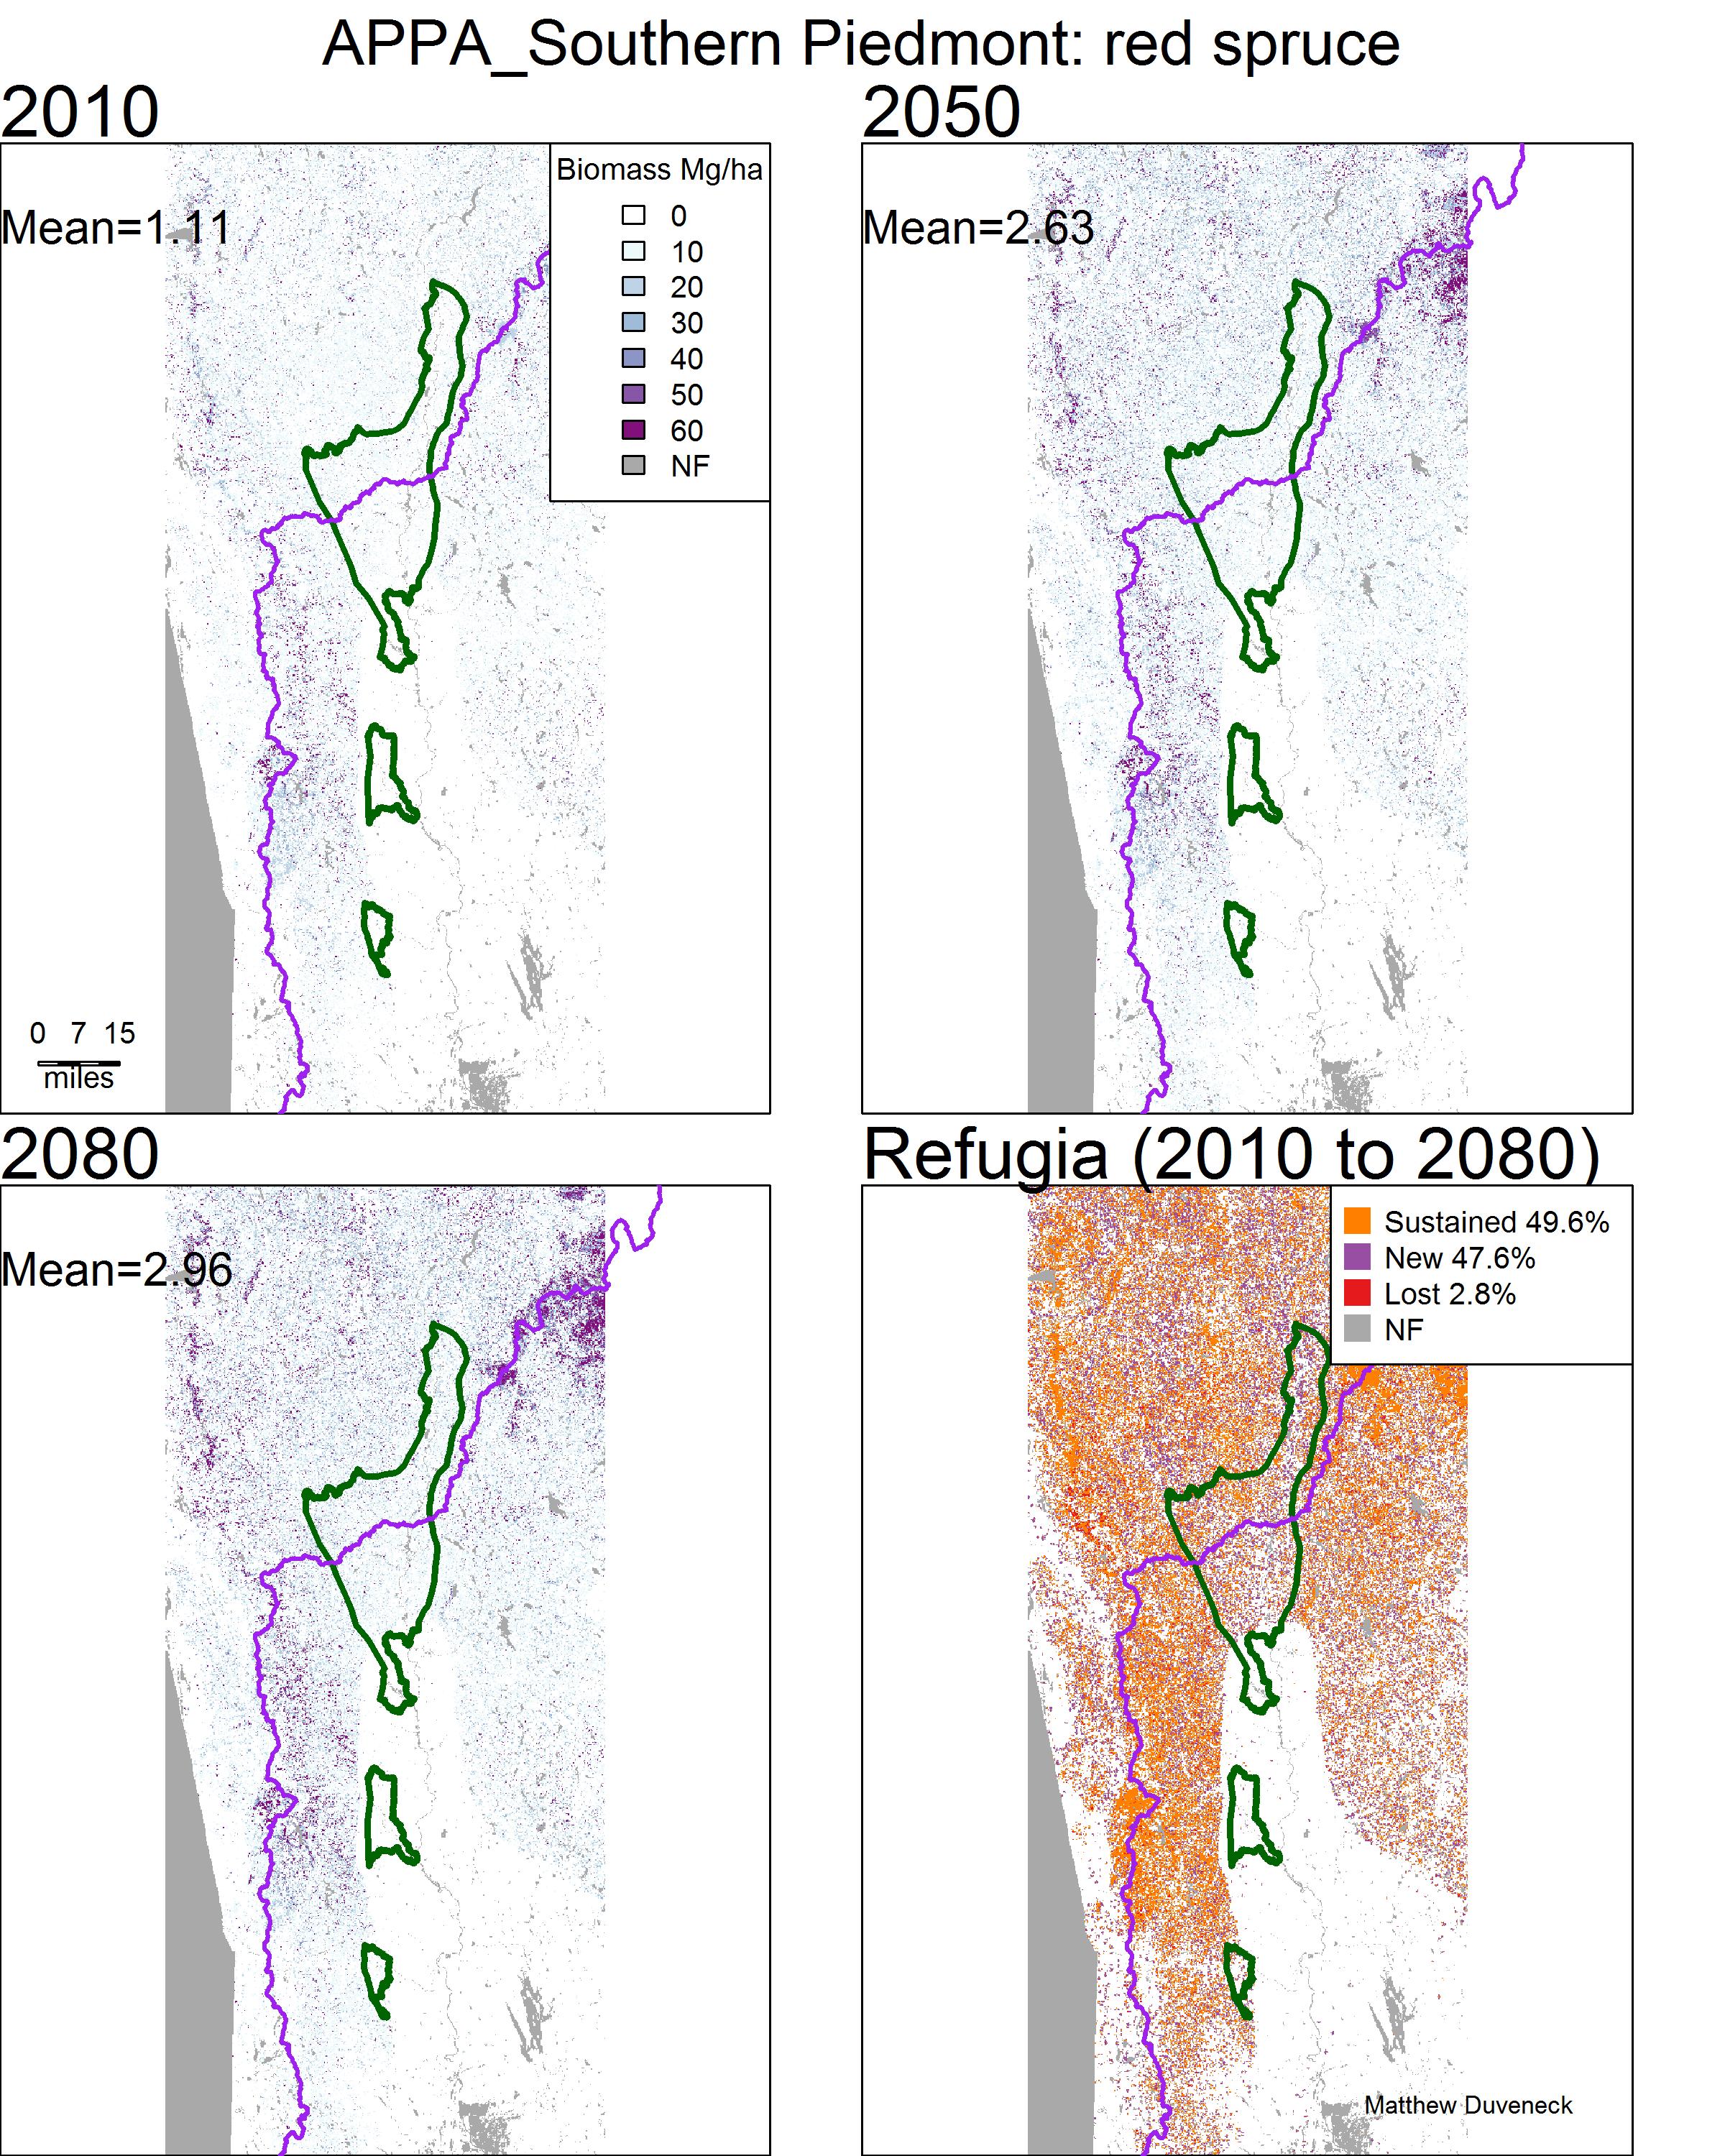 APPA_Southern Piedmont: red spruce
2010
2050
Mean=1.11
Biomass Mg/ha
0
10
20
30
40
50
60
NF
0 7 15
miles
Mean=2.63
2080
Refugia (2010 to 2080)
Mean=2.96
Sustained 49.6%
New 47.6%
Lost 2.8%
NF
Matthew Duveneck